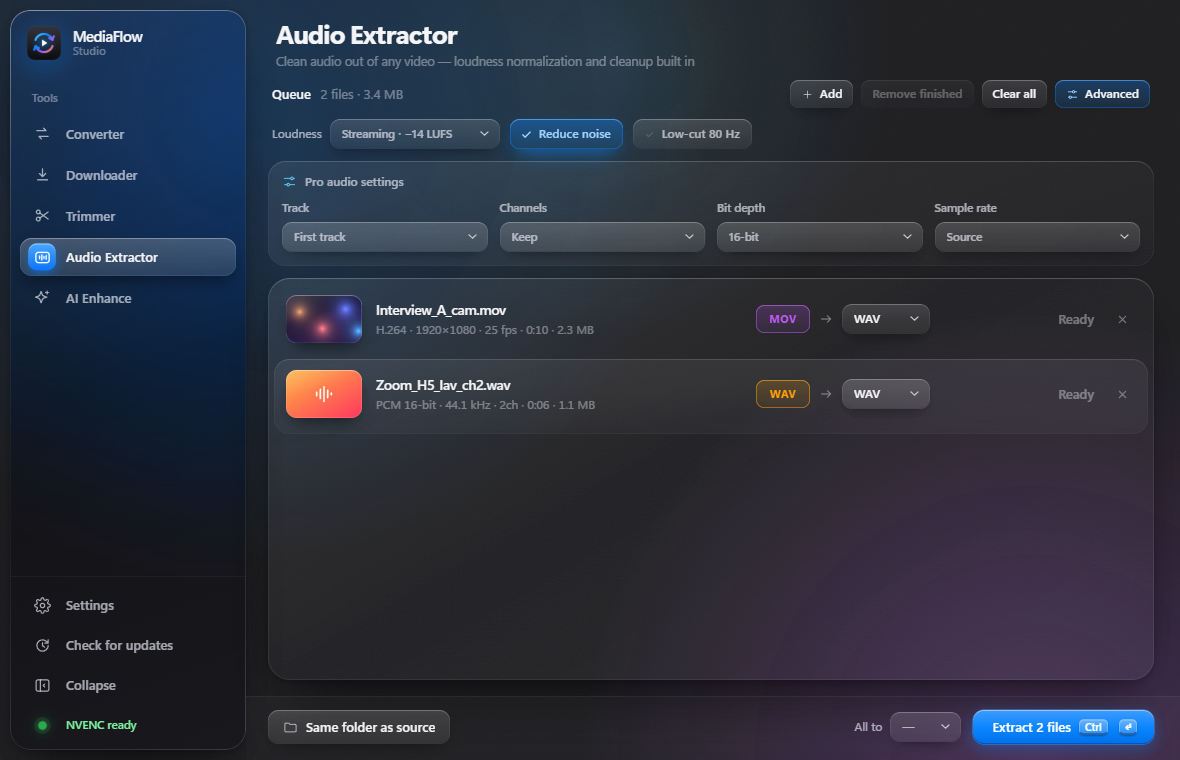 MediaFlow
Studio
Tools
Converter
Downloader
Trimmer
Audio Extractor
AI Enhance
Settings
Check for updates
Collapse
NVENC ready
Audio Extractor
Clean audio out of any video — loudness normalization and cleanup built in
Queue 2 files · 3.4 MB
+ Add Remove finished Clear all Advanced
Loudness Streaming · −14 LUFS ✓ Reduce noise ✓ Low-cut 80 Hz
Pro audio settings
Track Channels Bit depth Sample rate
First track Keep 16-bit Source
Interview_A_cam.mov
H.264 · 1920×1080 · 25 fps · 0:10 · 2.3 MB
MOV → WAV Ready ×
Zoom_H5_lav_ch2.wav
PCM 16-bit · 44.1 kHz · 2ch · 0:06 · 1.1 MB
WAV → WAV Ready ×
Same folder as source All to — Extract 2 files Ctrl ⏎